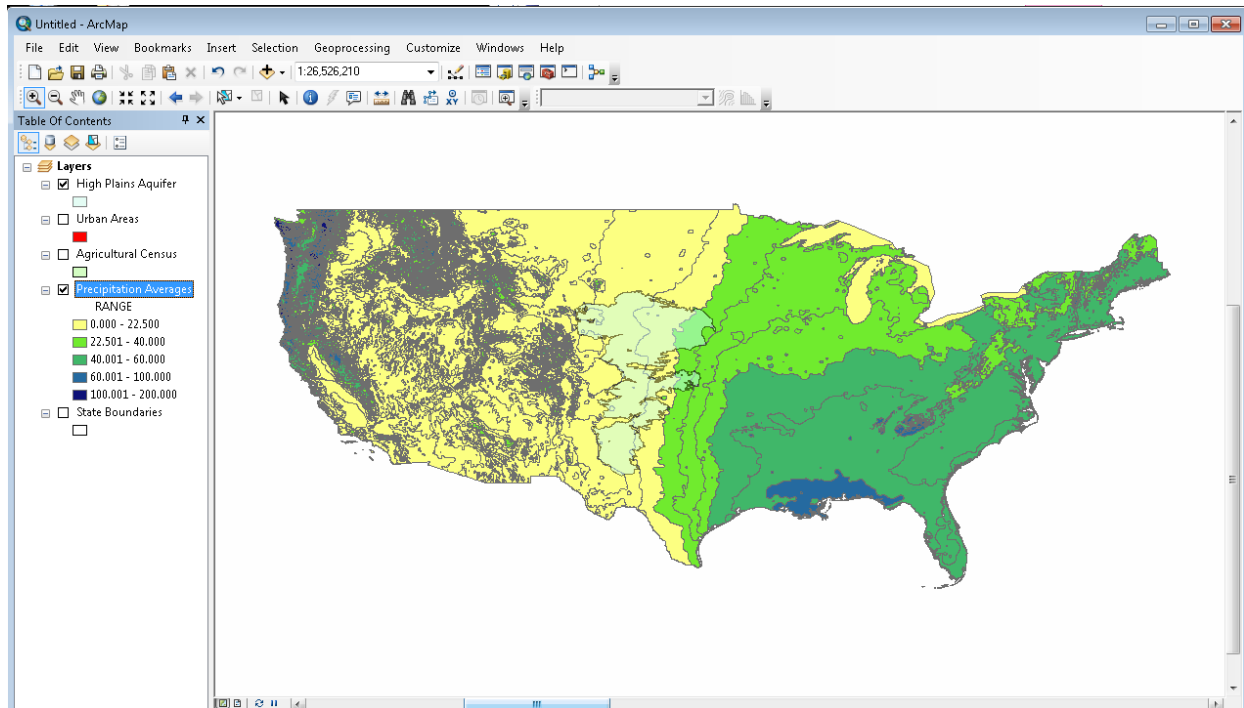 Untitled - ArcMap
File Edit View Bookmarks Insert Selection Geoprocessing Customize Windows Help
1:26,526,210
Table Of Contents
Layers
High Plains Aquifer
Urban Areas
Agricultural Census
Precipitation Averages
RANGE
0.000 - 22.500
22.501 - 40.000
40.001 - 60.000
60.001 - 100.000
100.001 - 200.000
State Boundaries